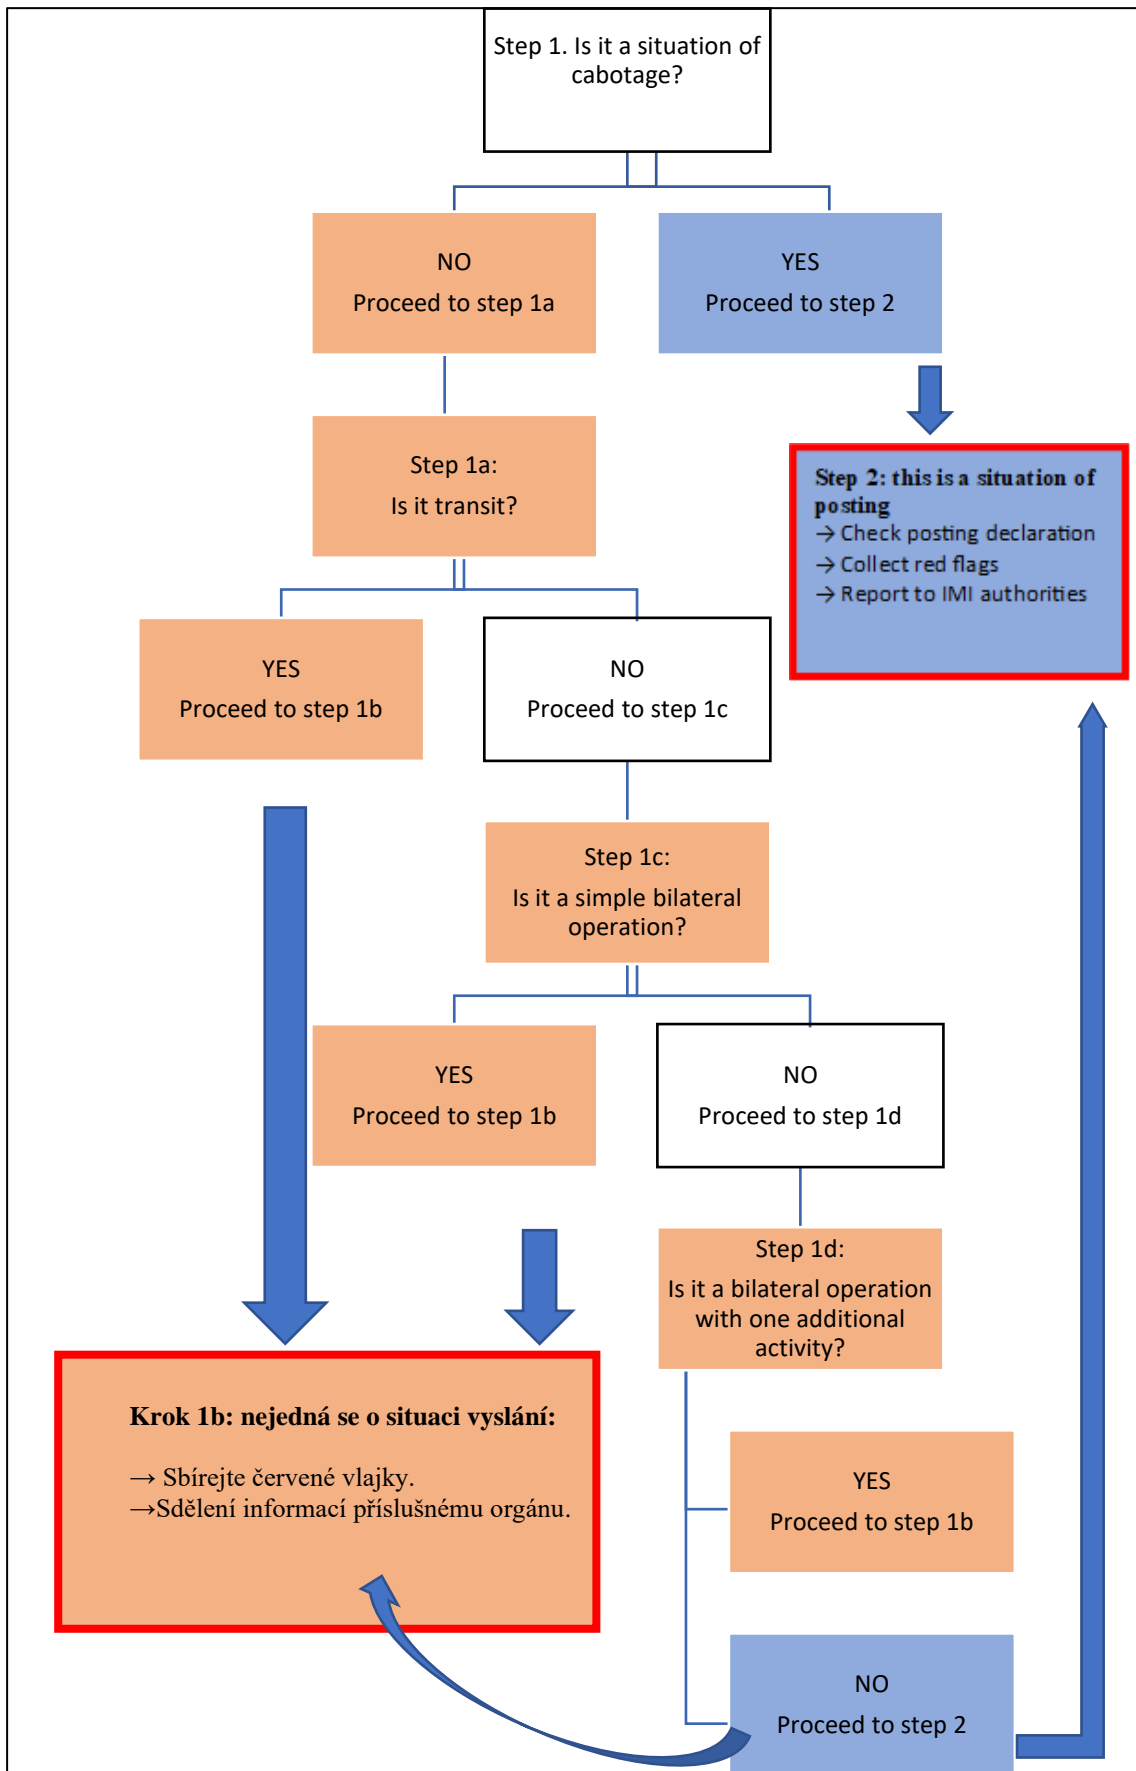 Step 1. Is it a situation of
cabotage?
NO
Proceed to step 1a
YES
Proceed to step 2
Step 1a:
Is it transit?
Step 2: this is a situation of
posting
→ Check posting declaration
→ Collect red flags
→ Report to IMI authorities
YES
Proceed to step 1b
NO
Proceed to step 1c
Step 1c:
Is it a simple bilateral
operation?
YES
Proceed to step 1b
NO
Proceed to step 1d
Step 1d:
Is it a bilateral operation
with one additional
activity?
Krok 1b: nejedná se o situaci vyslání:
→ Sbírejte červené vlajky.
→Sdělení informací příslušnému orgánu.
YES
Proceed to step 1b
NO
Proceed to step 2